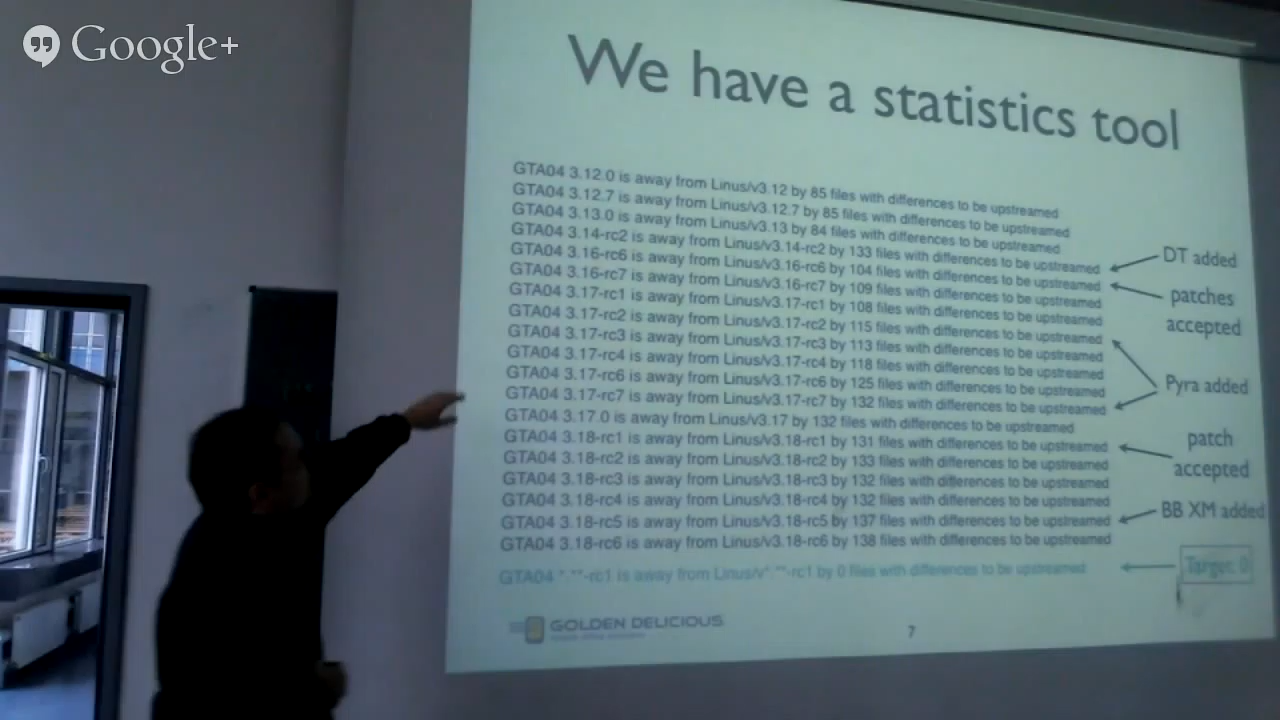 Google+
We have a statistics tool
GTA04 3.12.0 is away from Linus/v3.12 by 85 files with differences to be upstreamed
GTA04 3.12.7 is away from Linus/v3.12.7 by 85 files with differences to be upstreamed
GTA04 3.13.0 is away from Linus/v3.13 by 84 files with differences to be upstreamed
GTA04 3.14-rc2 is away from Linus/v3.14-rc2 by 133 files with differences to be upstreamed
DT added
GTA04 3.16-rc6 is away from Linus/v3.16-rc6 by 104 files with differences to be upstreamed
patches
accepted
GTA04 3.16-rc7 is away from Linus/v3.16-rc7 by 109 files with differences to be upstreamed
GTA04 3.17-rc1 is away from Linus/v3.17-rc1 by 108 files with differences to be upstreamed
GTA04 3.17-rc2 is away from Linus/v3.17-rc2 by 115 files with differences to be upstreamed
GTA04 3.17-rc3 is away from Linus/v3.17-rc3 by 113 files with differences to be upstreamed
GTA04 3.17-rc4 is away from Linus/v3.17-rc4 by 118 files with differences to be upstreamed
GTA04 3.17-rc6 is away from Linus/v3.17-rc6 by 125 files with differences to be upstreamed
Pyra added
GTA04 3.17-rc7 is away from Linus/v3.17-rc7 by 132 files with differences to be upstreamed
GTA04 3.17.0 is away from Linus/v3.17 by 132 files with differences to be upstreamed
GTA04 3.18-rc1 is away from Linus/v3.18-rc1 by 131 files with differences to be upstreamed
patch
accepted
GTA04 3.18-rc2 is away from Linus/v3.18-rc2 by 133 files with differences to be upstreamed
GTA04 3.18-rc3 is away from Linus/v3.18-rc3 by 132 files with differences to be upstreamed
GTA04 3.18-rc4 is away from Linus/v3.18-rc4 by 132 files with differences to be upstreamed
GTA04 3.18-rc5 is away from Linus/v3.18-rc5 by 137 files with differences to be upstreamed
BB XM added
GTA04 3.18-rc6 is away from Linus/v3.18-rc6 by 138 files with differences to be upstreamed
GTA04 *.**-rc1 is away from Linus/v*.**-rc1 by 0 files with differences to be upstreamed
Target: 0
GOLDEN DELICIOUS
7